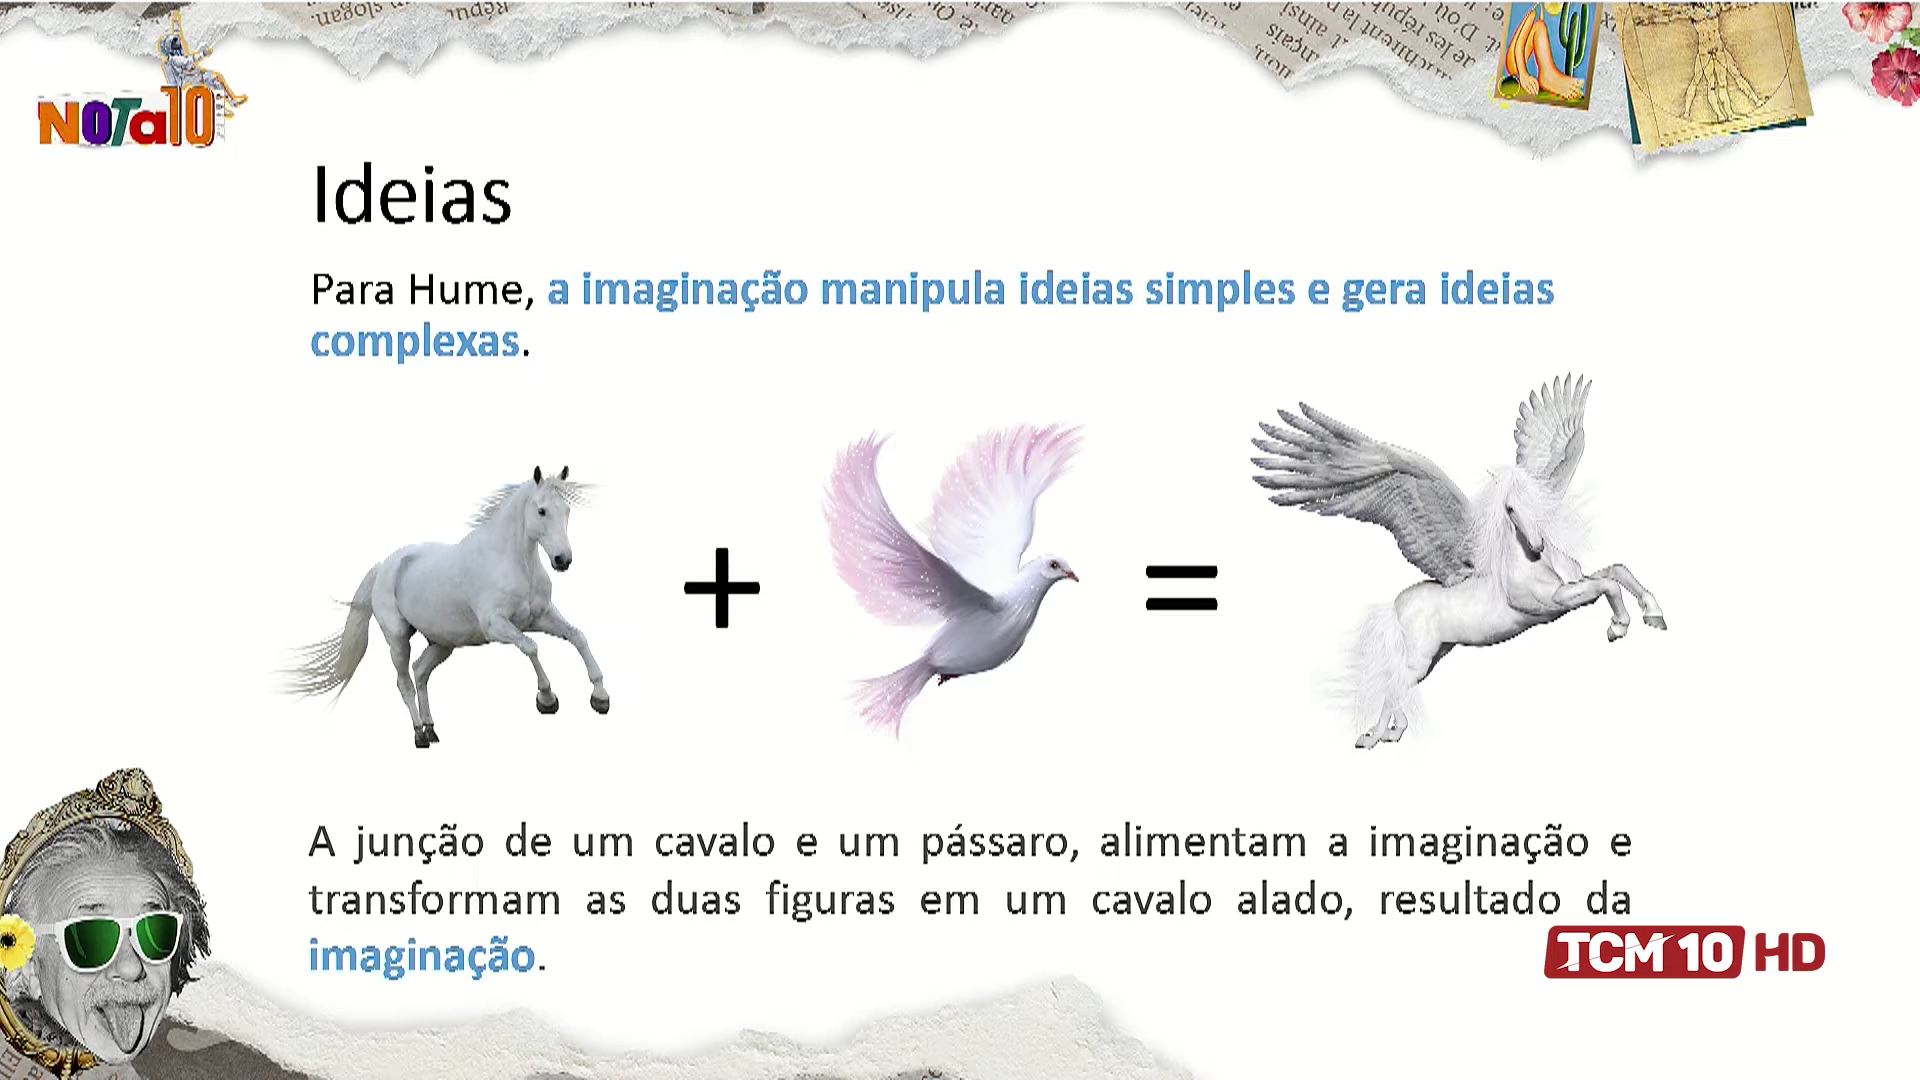 NOTa10
Ideias
Para Hume, a imaginação manipula ideias simples e gera ideias
complexas.
+
=
A junção de um cavalo e um pássaro, alimentam a imaginação e
transformam as duas figuras em um cavalo alado, resultado da
imaginação.
TCM 10 HD